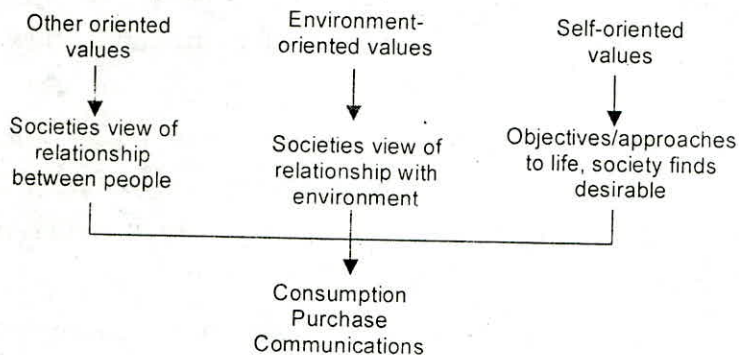 Other oriented
values
Environment-
oriented values
Self-oriented
values
Societies view of
relationship
between people
Societies view of
relationship with
environment
Objectives/approaches
to life, society finds
desirable
Consumption
Purchase
Communications